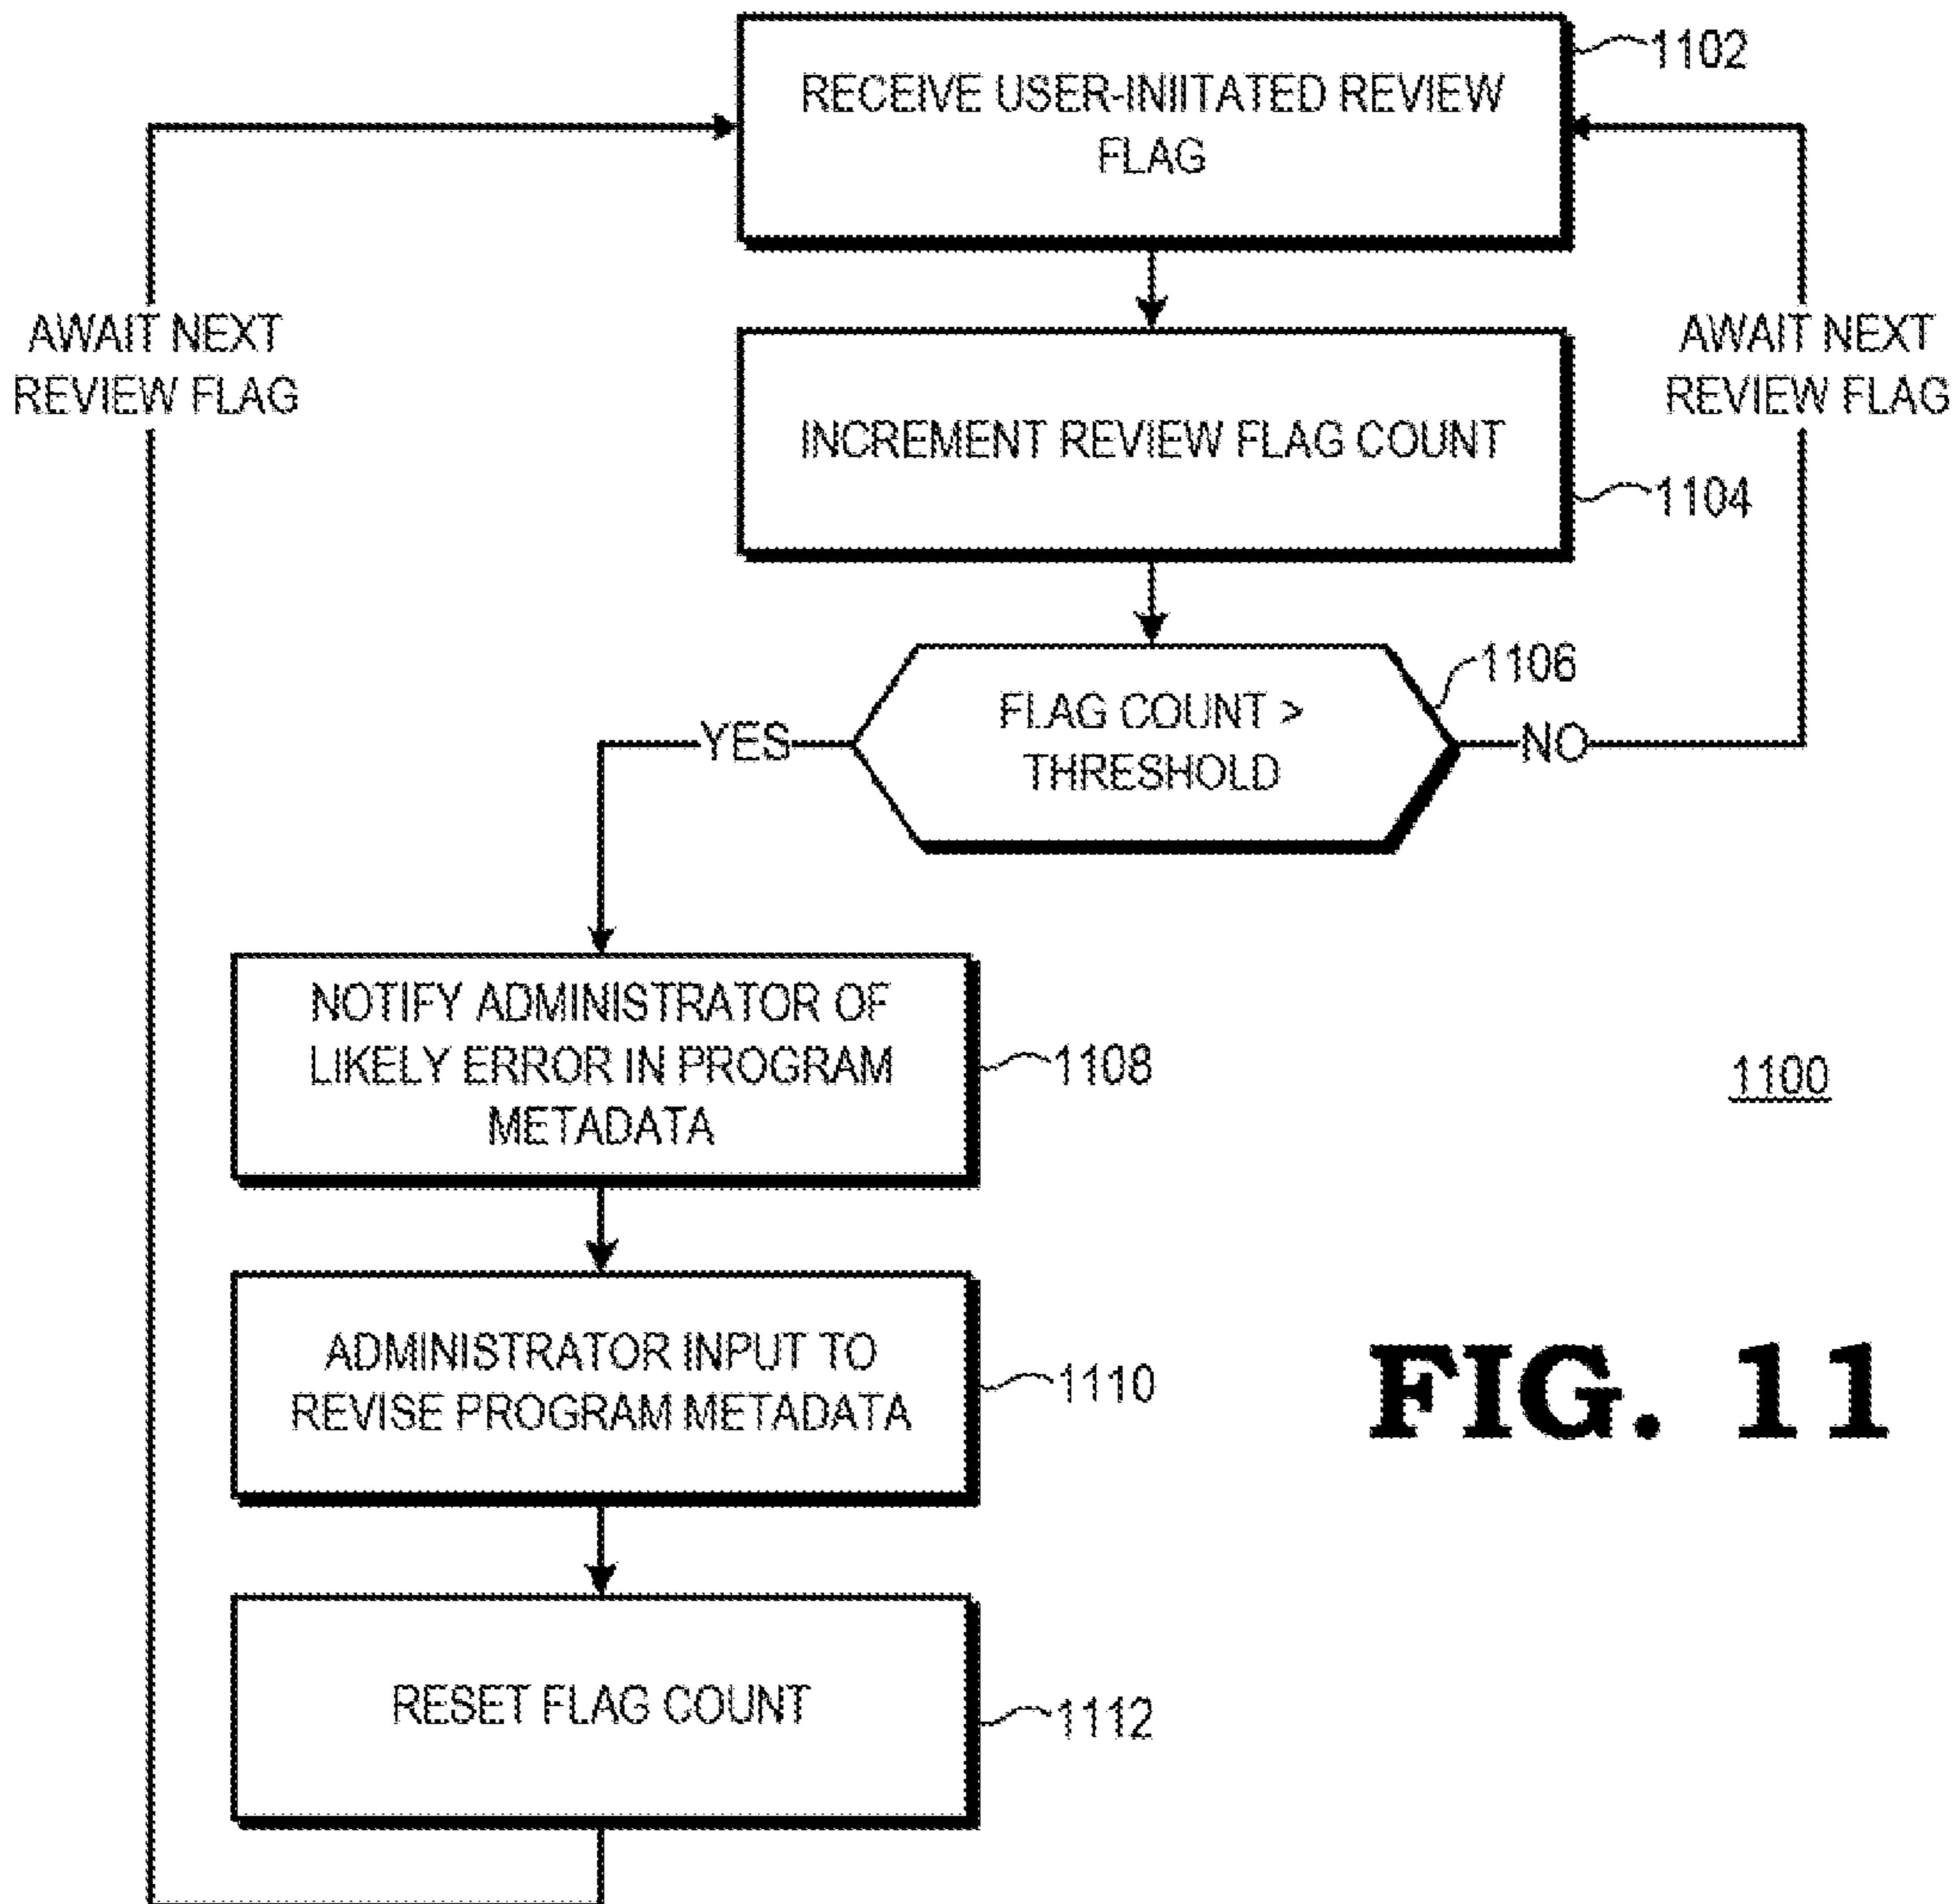 1102
RECEIVE USER-INIITATED REVIEW
FLAG
AWAIT NEXT
REVIEW FLAG
AWAIT NEXT
REVIEW FLAG
INCREMENT REVIEW FLAG COUNT
1104
1106
FLAG COUNT >
THRESHOLD
YES
NO
NOTIFY ADMINISTRATOR OF
LIKELY ERROR IN PROGRAM
METADATA
1108
1100
ADMINISTRATOR INPUT TO
REVISE PROGRAM METADATA
1110
FIG. 11
RESET FLAG COUNT
1112